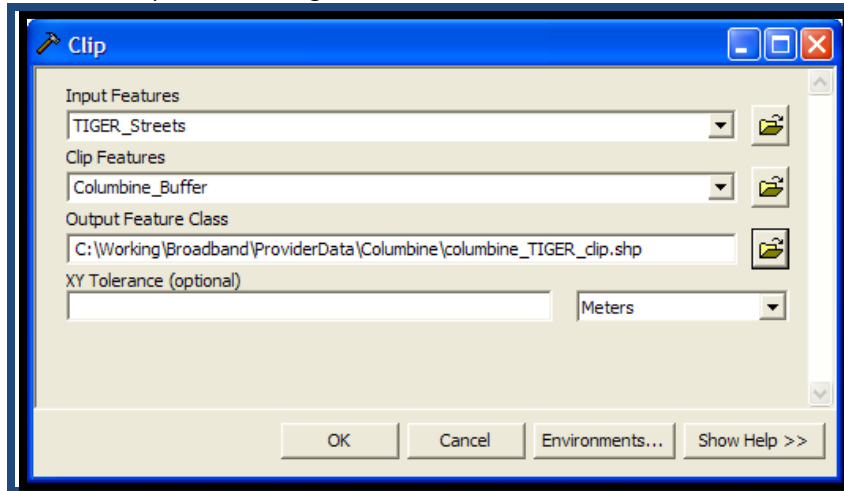 Clip
Input Features
TIGER_Streets
Clip Features
Columbine_Buffer
Output Feature Class
C:\Working\Broadband\ProviderData\Columbine\columbine_TIGER_clip.shp
XY Tolerance (optional)
Meters
OK Cancel Environments... Show Help >>